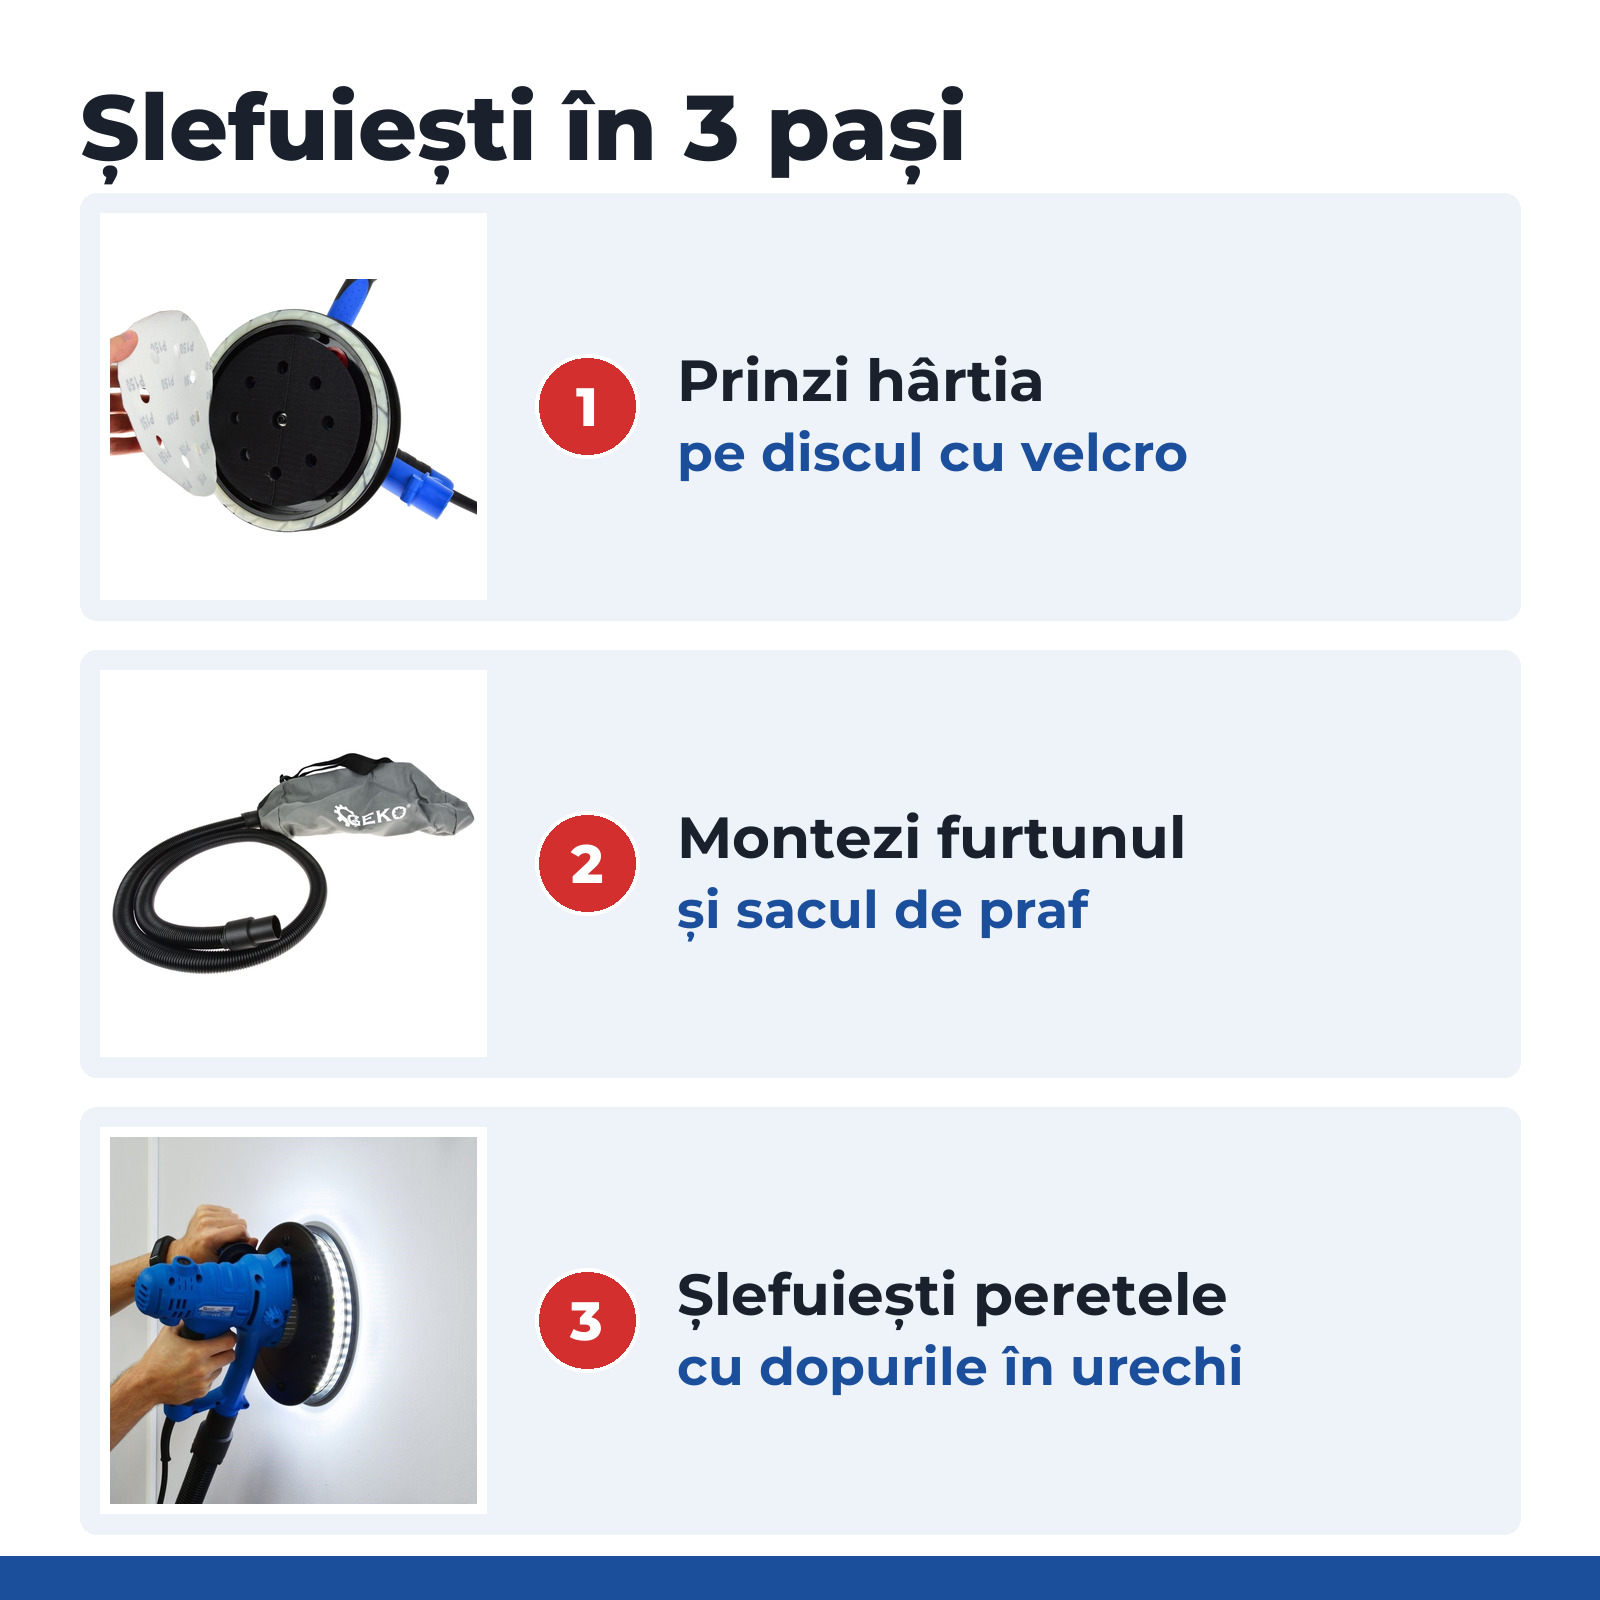 Șlefuiești în 3 pași
P150
1
Prinzi hârtia
pe discul cu velcro
GEKO
2
Montezi furtunul
și sacul de praf
3
Șlefuiești peretele
cu dopurile în urechi